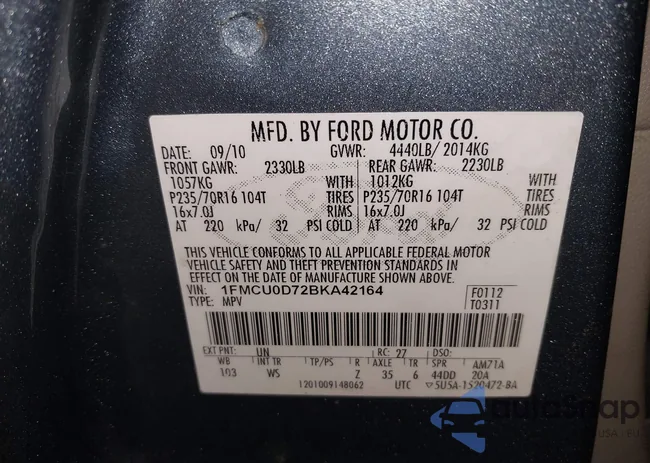 MFD. BY FORD MOTOR CO.
DATE: 09/10 GVWR: 4440LB/ 2014KG
FRONT GAWR: 2330LB REAR GAWR: 2230LB
1057KG WITH 1012KG WITH
P235/70R16 104T TIRES P235/70R16 104T TIRES
16x7.0J RIMS 16x7.0J RIMS
AT 220 kPa/ 32 PSI COLD AT 220 kPa/ 32 PSI COLD
THIS VEHICLE CONFORMS TO ALL APPLICABLE FEDERAL MOTOR
VEHICLE SAFETY AND THEFT PREVENTION STANDARDS IN
EFFECT ON THE DATE OF MANUFACTURE SHOWN ABOVE.
VIN: 1FMCU0D72BKA42164 F0112
TYPE: MPV T0311
EXT PNT: UN RC: 27 DSO:
WB INT TR TP/PS R AXLE TR SPR AM71A
103 WS Z 35 6 44DD 20A
1201009148062 UTC 5U5A-1520472-BA
autoSnap
USA